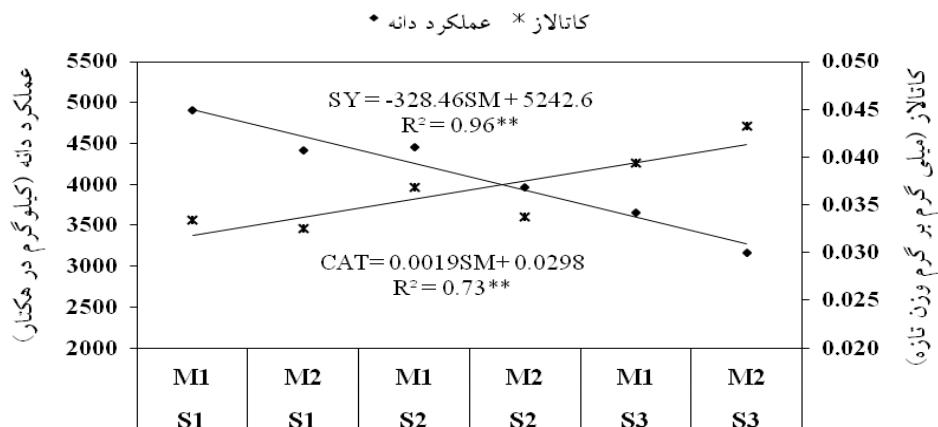 عملکرد دانه ◆ کاتالاز *
عملکرد دانه (کیلوگرم در هکتار)
5500
5000
4500
4000
3500
3000
2500
2000
SY = -328.46SM + 5242.6
R² = 0.96**
CAT= 0.0019SM+ 0.0298
R² = 0.73**
0.050
0.045
0.040
0.035
0.030
0.025
0.020
کاتالاز (میلی گرم بر گرم وزن تازه)
M1 M2 M1 M2 M1 M2
S1 S1 S2 S2 S3 S3